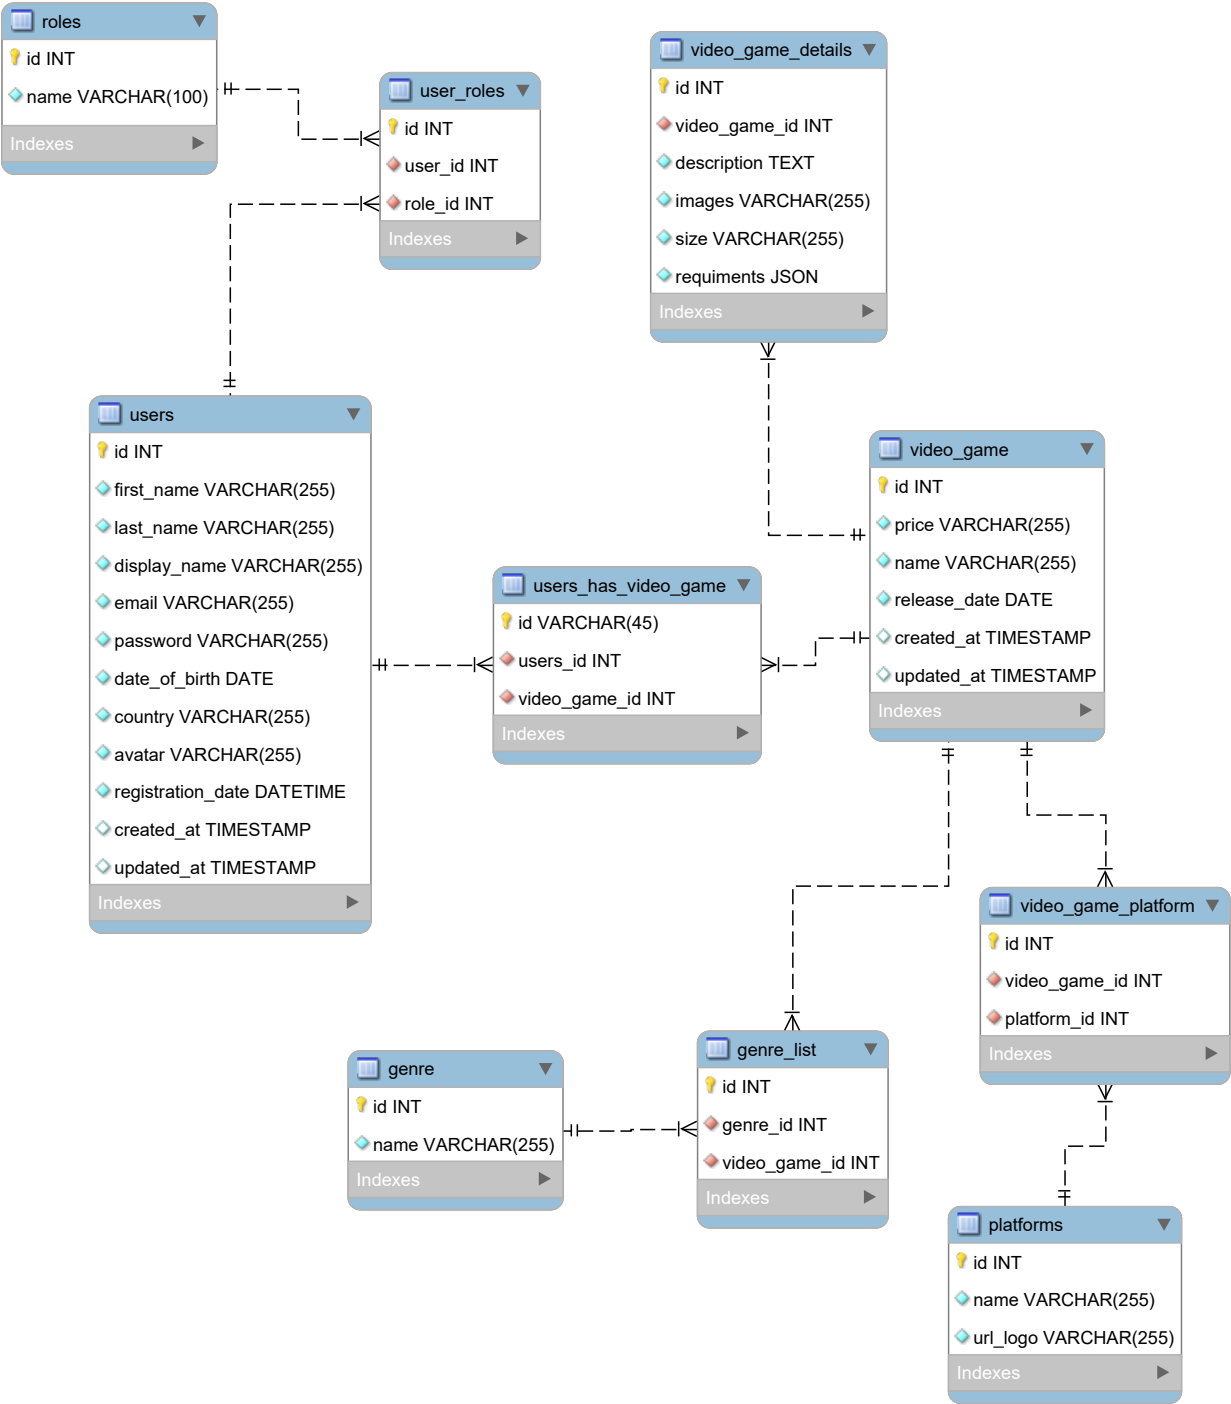 roles
id INT
name VARCHAR(100)
Indexes
user_roles
id INT
user_id INT
role_id INT
Indexes
video_game_details
id INT
video_game_id INT
description TEXT
images VARCHAR(255)
size VARCHAR(255)
requiments JSON
Indexes
users
id INT
first_name VARCHAR(255)
last_name VARCHAR(255)
display_name VARCHAR(255)
email VARCHAR(255)
password VARCHAR(255)
date_of_birth DATE
country VARCHAR(255)
avatar VARCHAR(255)
registration_date DATETIME
created_at TIMESTAMP
updated_at TIMESTAMP
Indexes
users_has_video_game
id VARCHAR(45)
users_id INT
video_game_id INT
Indexes
video_game
id INT
price VARCHAR(255)
name VARCHAR(255)
release_date DATE
created_at TIMESTAMP
updated_at TIMESTAMP
Indexes
video_game_platform
id INT
video_game_id INT
platform_id INT
Indexes
genre
id INT
name VARCHAR(255)
Indexes
genre_list
id INT
genre_id INT
video_game_id INT
Indexes
platforms
id INT
name VARCHAR(255)
url_logo VARCHAR(255)
Indexes